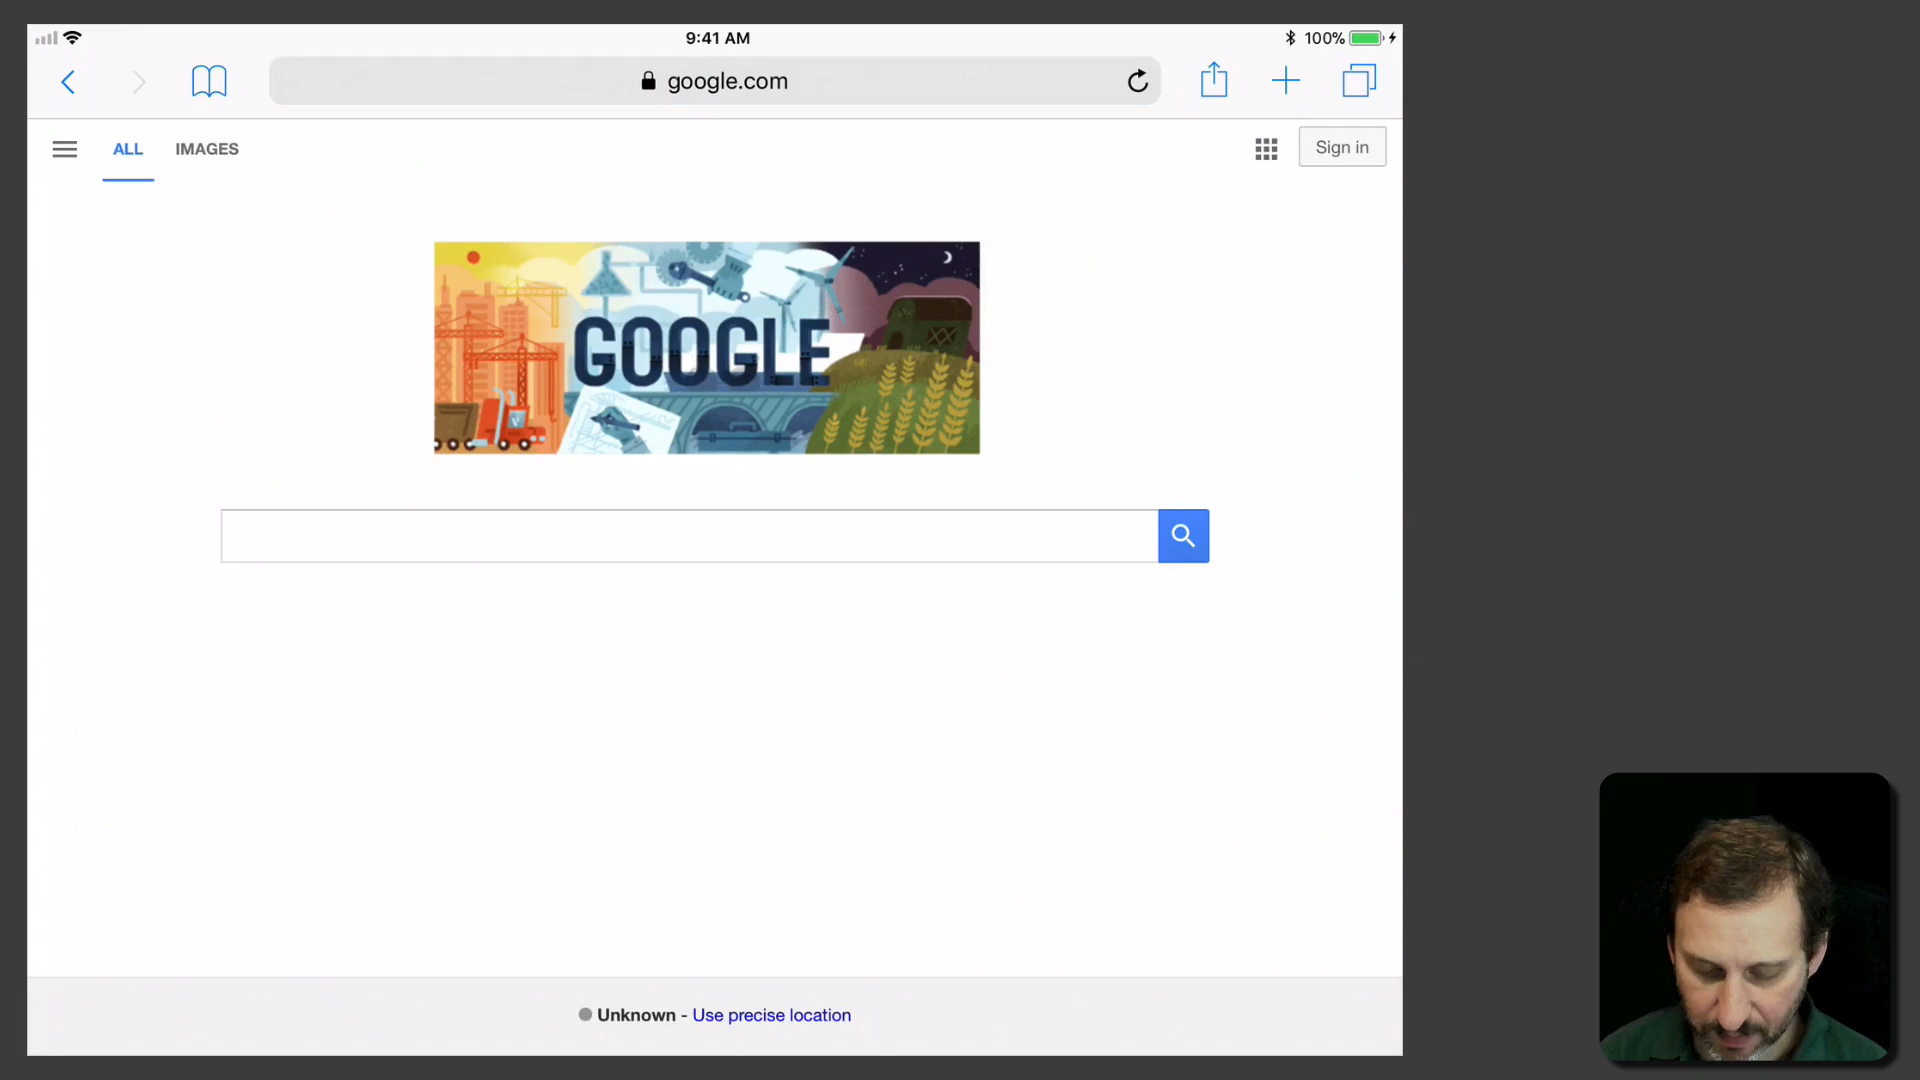 9:41 AM
100%
google.com
ALL
IMAGES
Sign in
GOOGLE
Unknown - Use precise location